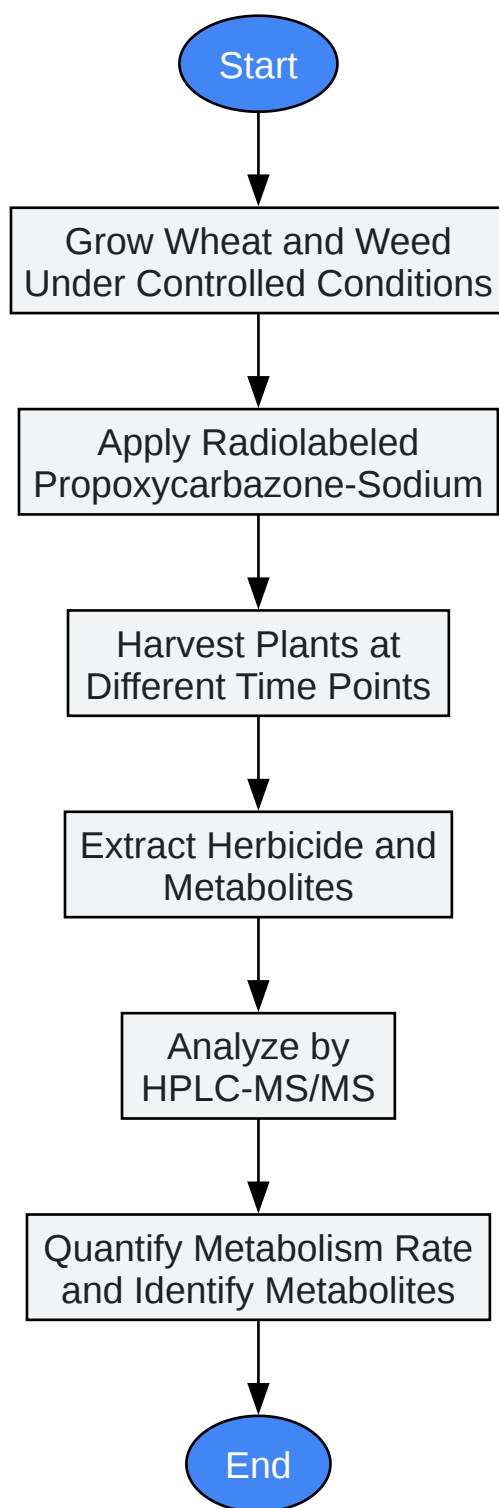 Start
Grow Wheat and Weed
Under Controlled Conditions
Apply Radiolabeled
Propoxycarbazone-Sodium
Harvest Plants at
Different Time Points
Extract Herbicide and
Metabolites
Analyze by
HPLC-MS/MS
Quantify Metabolism Rate
and Identify Metabolites
End